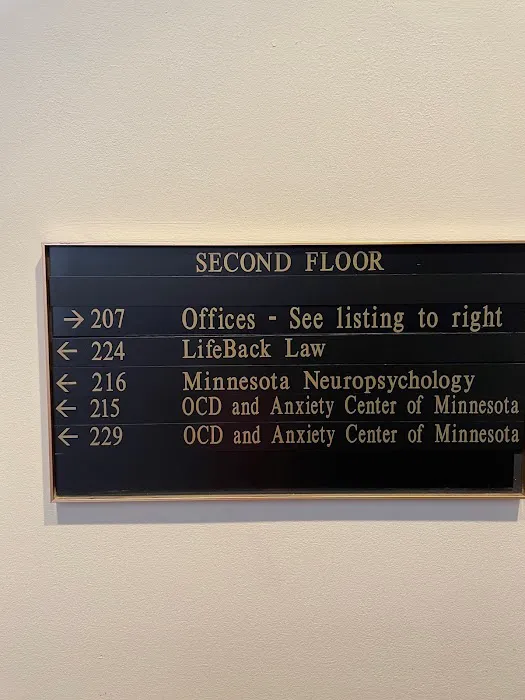 SECOND FLOOR
→ 207 Offices - See listing to right
← 224 LifeBack Law
← 216 Minnesota Neuropsychology
← 215 OCD and Anxiety Center of Minnesota
← 229 OCD and Anxiety Center of Minnesota